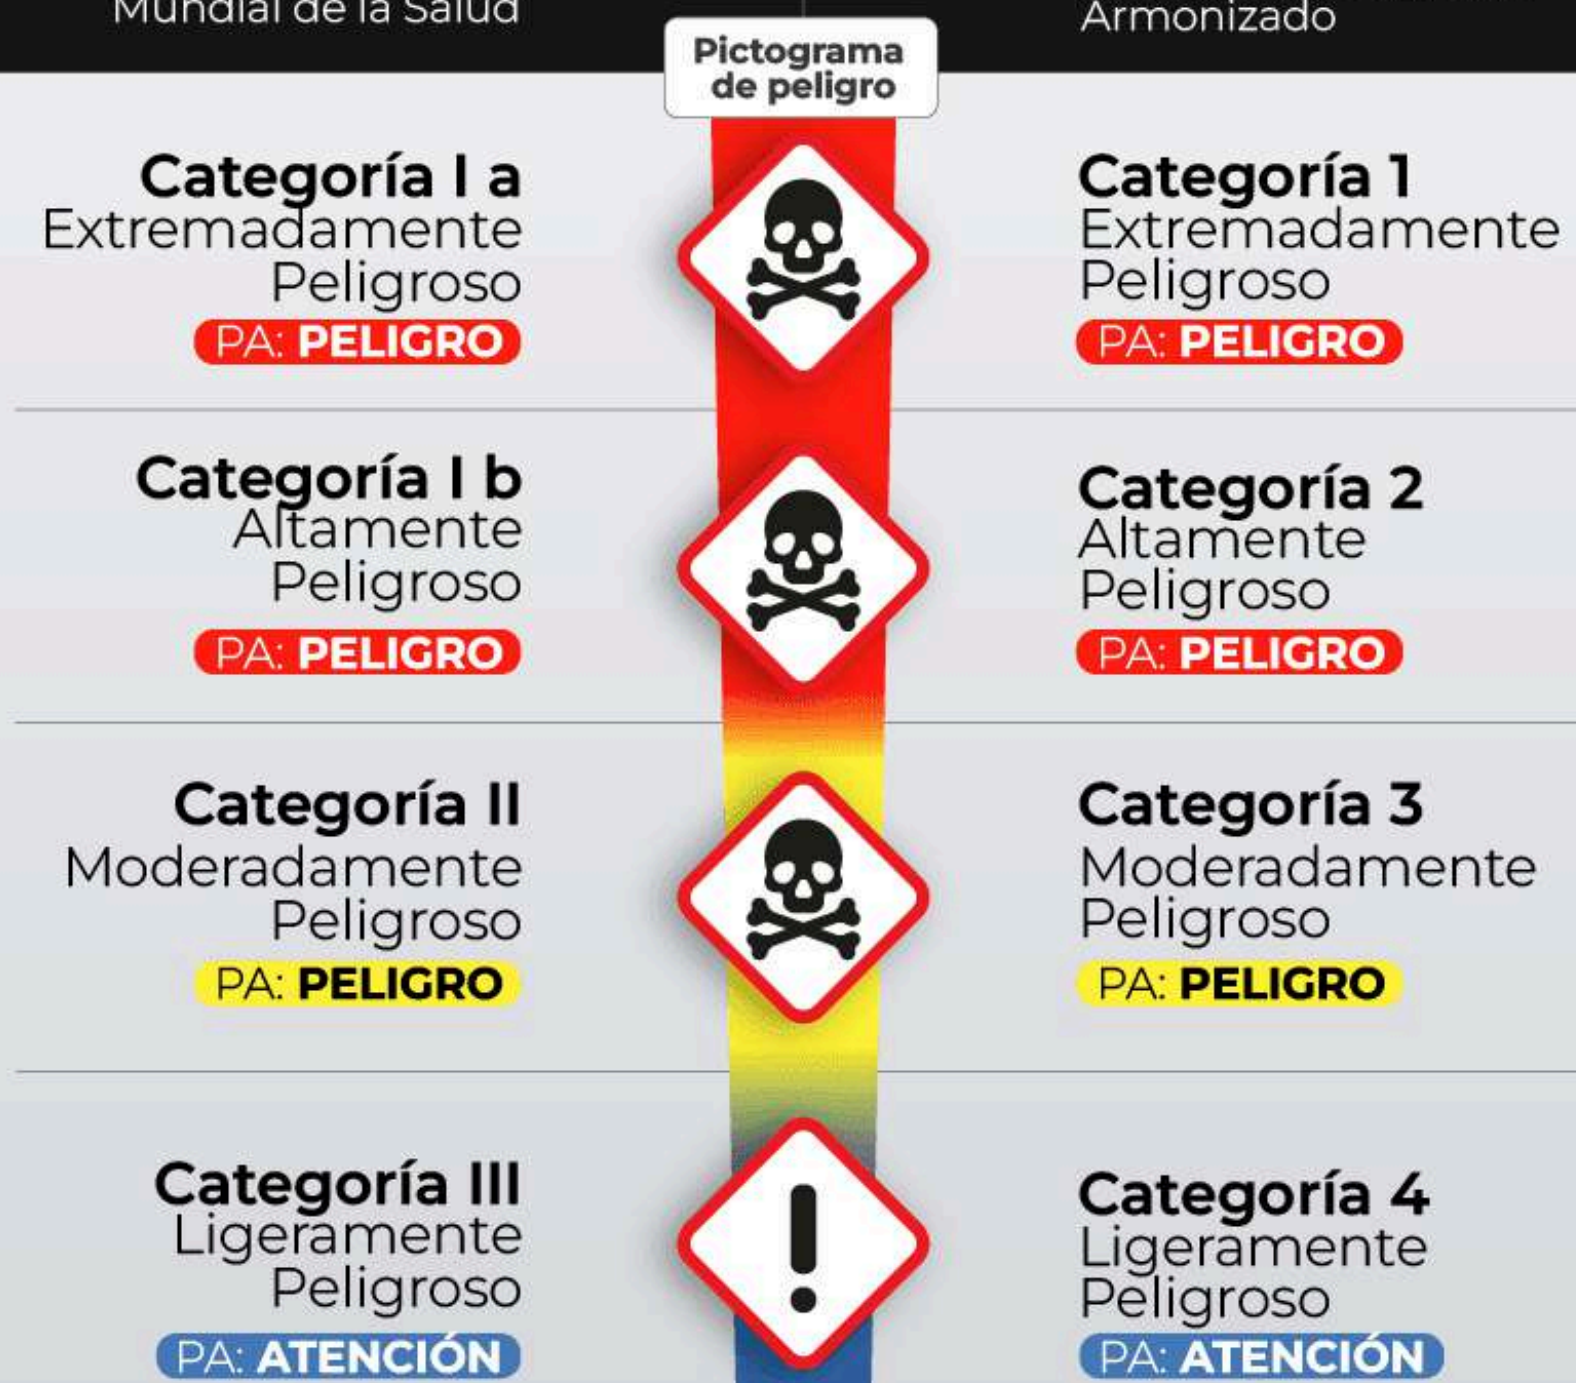 Mundial de la Salud
Armonizado
Pictograma
de peligro
Categoría I a
Extremadamente
Peligroso
PA: PELIGRO
Categoría 1
Extremadamente
Peligroso
PA: PELIGRO
Categoría I b
Altamente
Peligroso
PA: PELIGRO
Categoría 2
Altamente
Peligroso
PA: PELIGRO
Categoría II
Moderadamente
Peligroso
PA: PELIGRO
Categoría 3
Moderadamente
Peligroso
PA: PELIGRO
Categoría III
Ligeramente
Peligroso
PA: ATENCIÓN
Categoría 4
Ligeramente
Peligroso
PA: ATENCIÓN